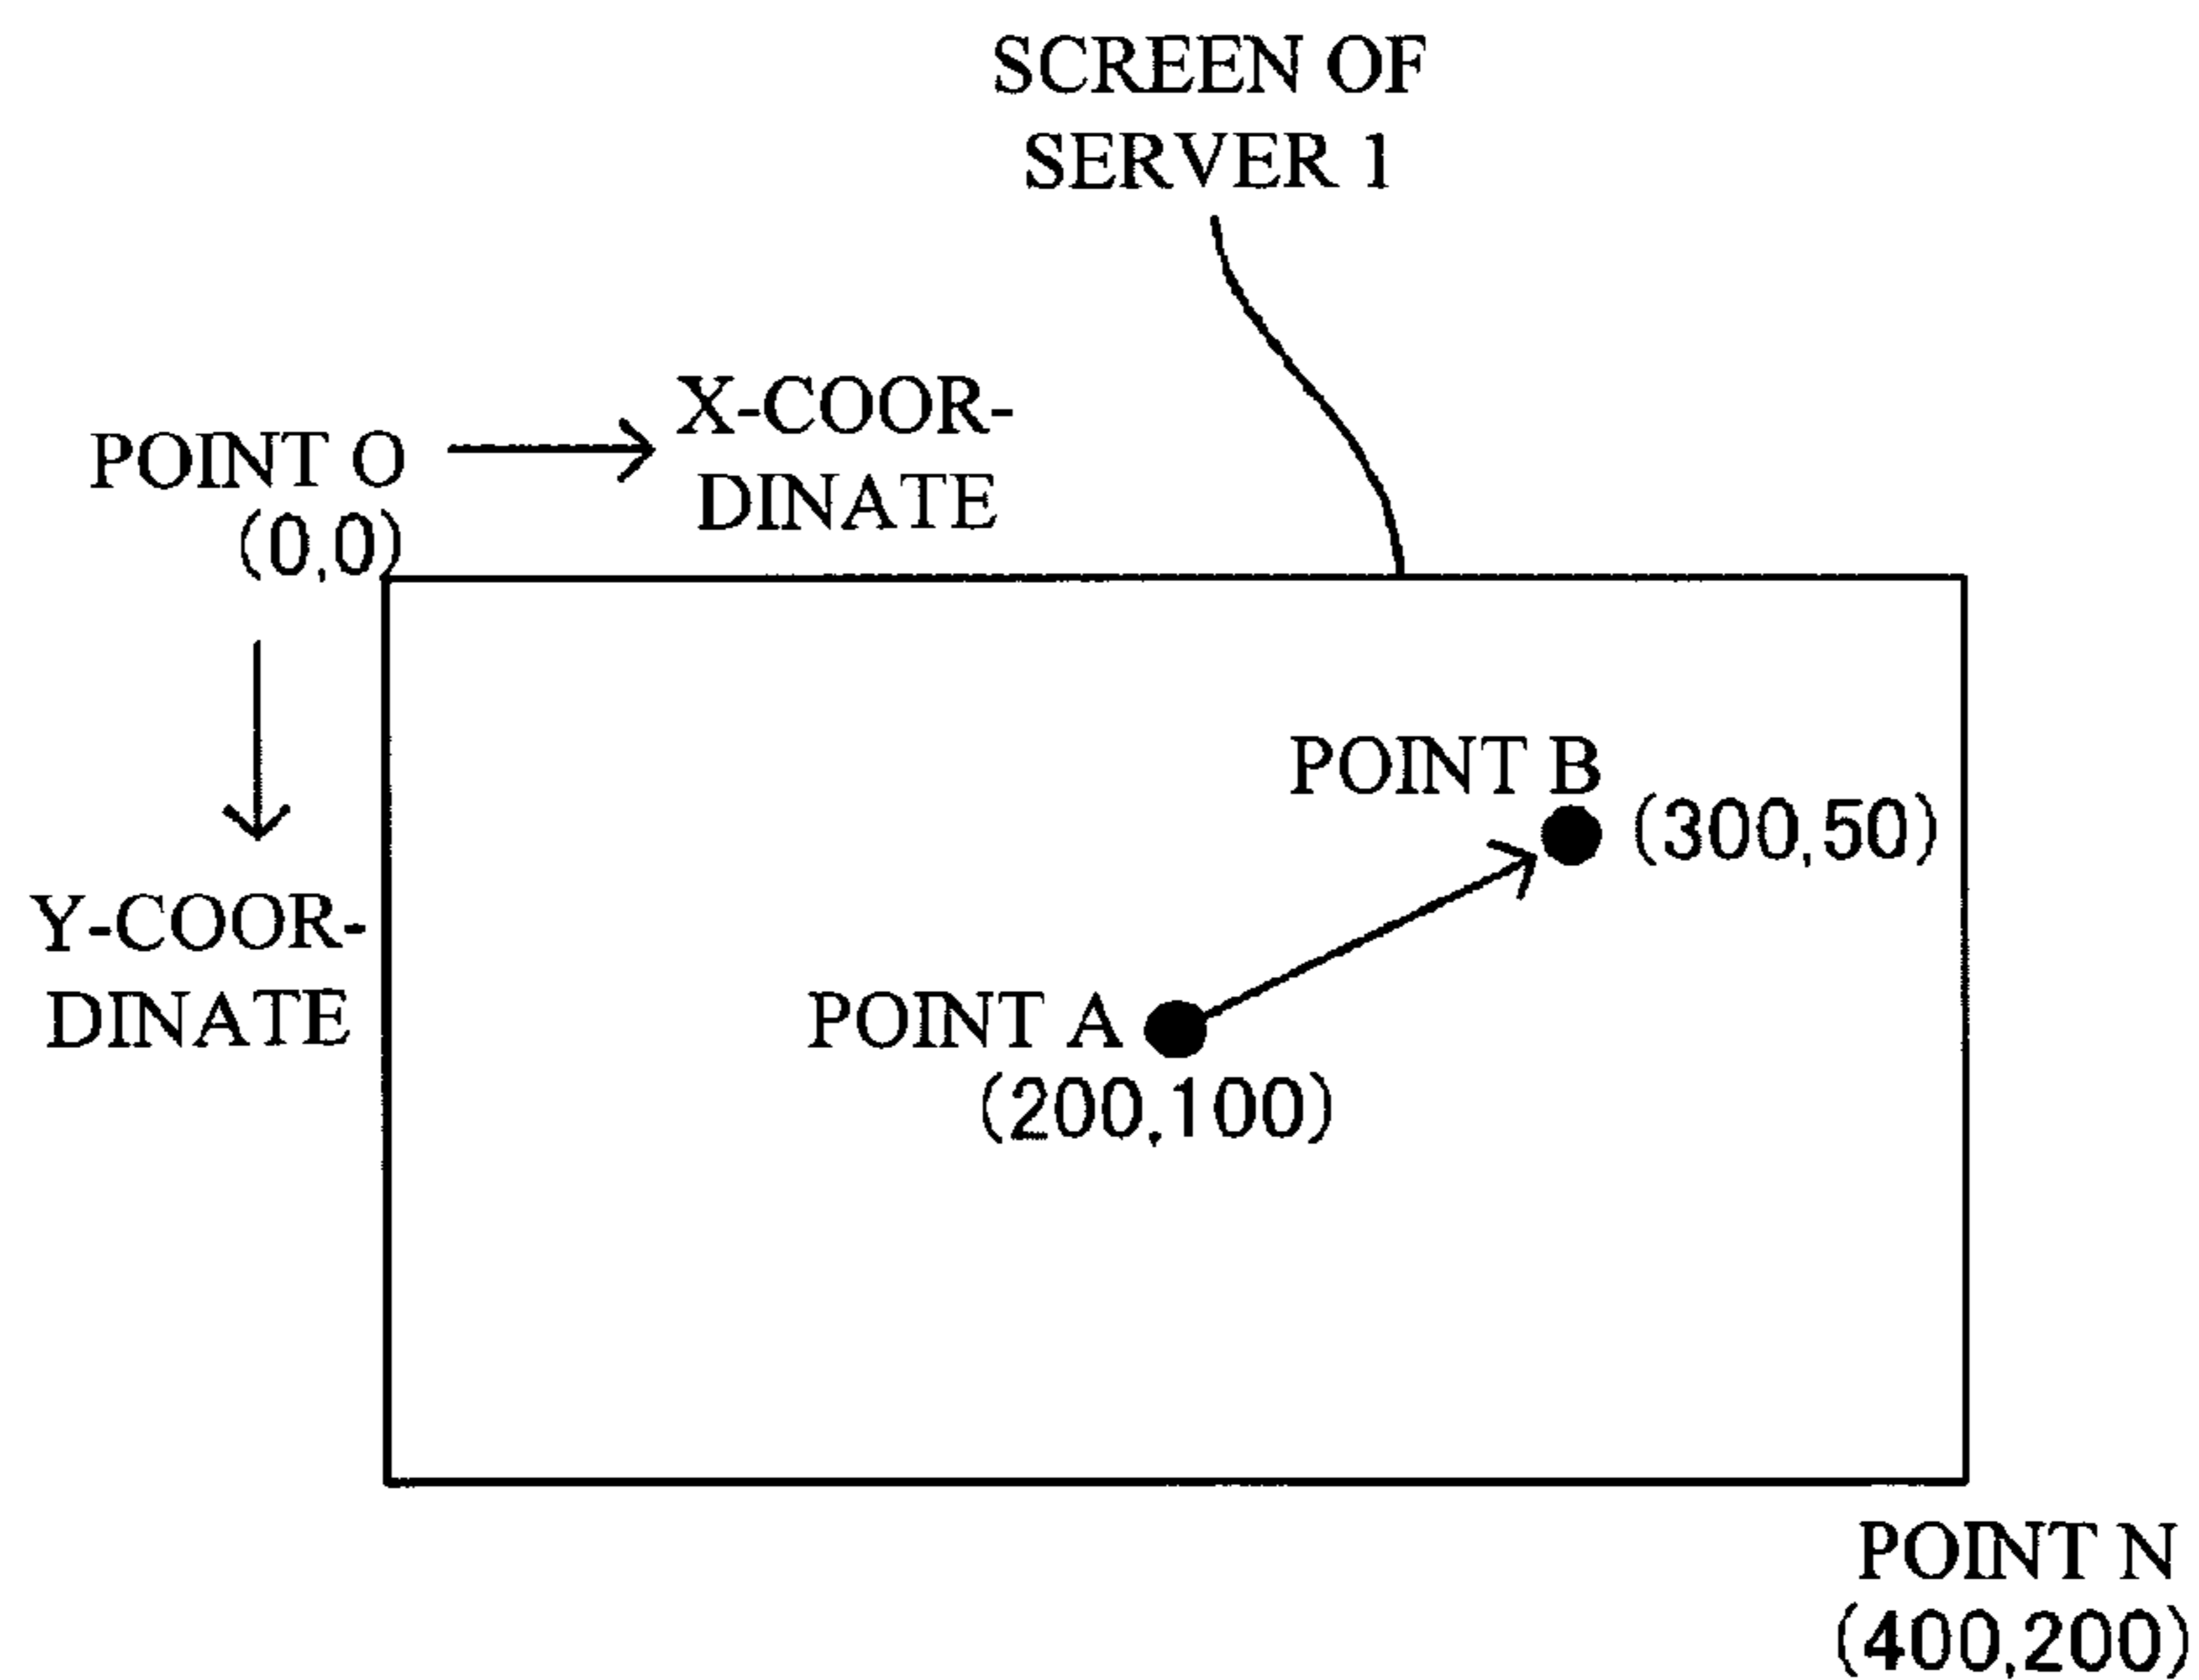 SCREEN OF
SERVER 1
X-COOR-
DINATE
POINT O
(0,0)
Y-COOR-
DINATE
POINT B
(300,50)
POINT A
(200,100)
POINT N
(400,200)